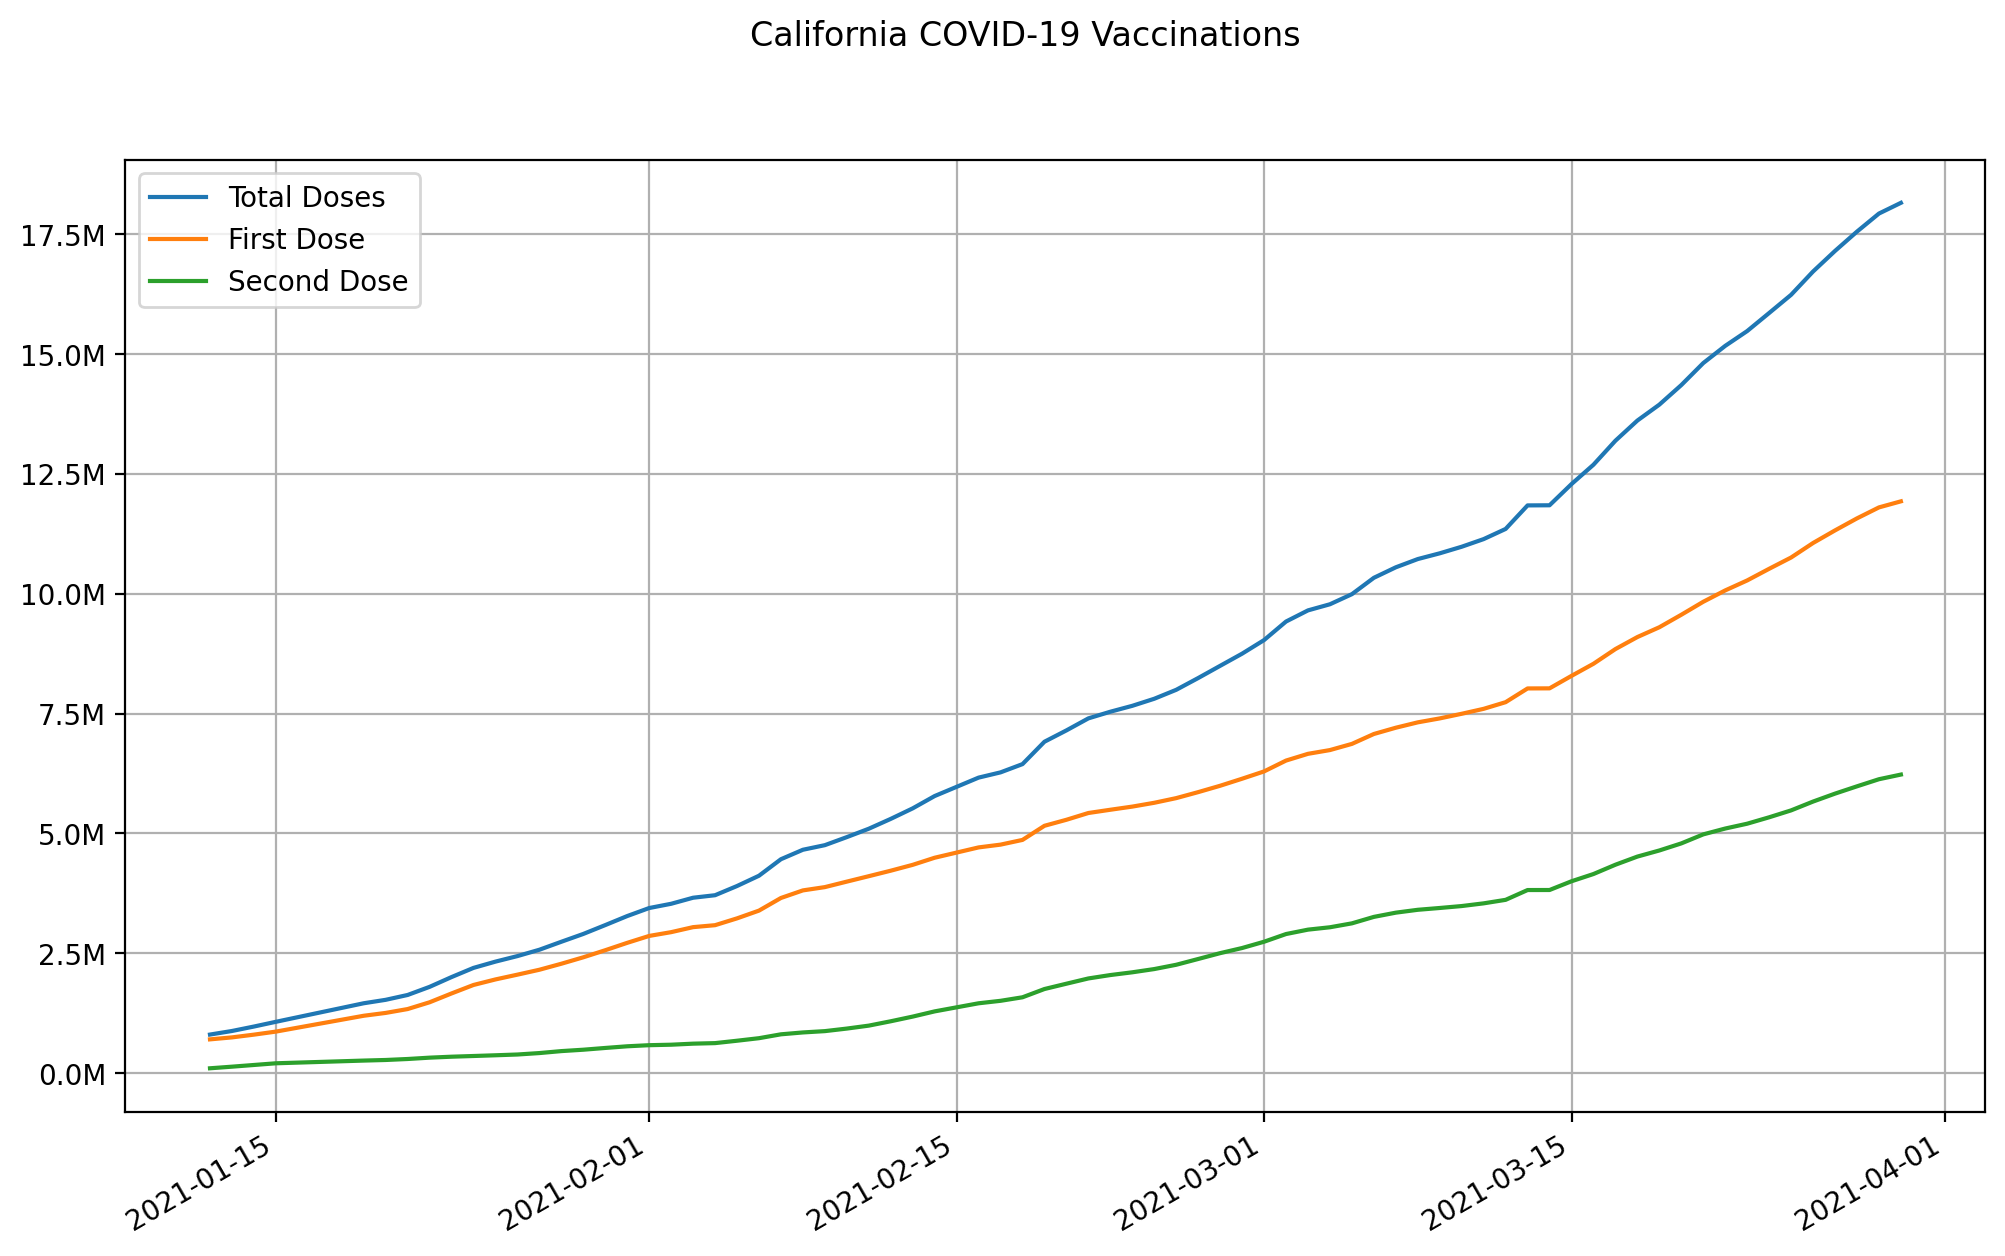 California COVID-19 Vaccinations
Total Doses
First Dose
Second Dose
17.5M
15.0M
12.5M
10.0M
7.5M
5.0M
2.5M
0.0M
2021-01-15
2021-02-01
2021-02-15
2021-03-01
2021-03-15
2021-04-01